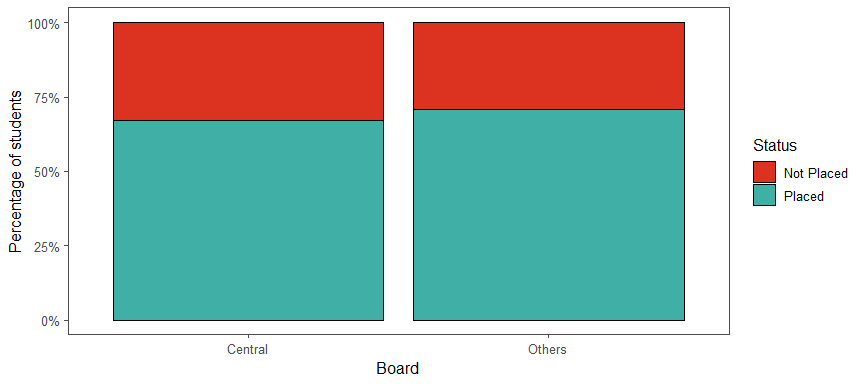 100%
75%
50%
25%
0%
Percentage of students
Central
Others
Board
Status
Not Placed
Placed